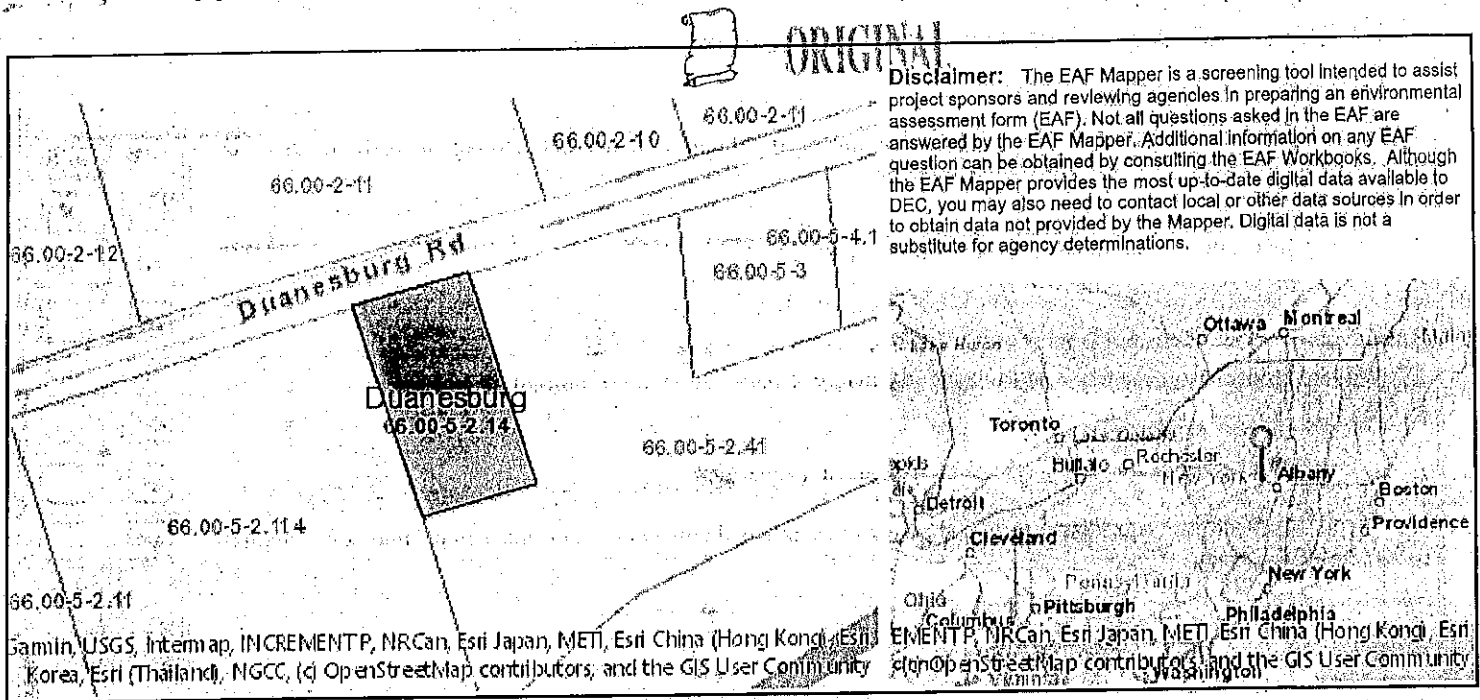 ORIGINAL
Disclaimer: The EAF Mapper is a screening tool intended to assist
project sponsors and reviewing agencies in preparing an environmental
assessment form (EAF). Not all questions asked in the EAF are
answered by the EAF Mapper. Additional information on any EAF
question can be obtained by consulting the EAF Workbooks. Although
the EAF Mapper provides the most up-to-date digital data available to
DEC, you may also need to contact local or other data sources in order
to obtain data not provided by the Mapper. Digital data is not a
substitute for agency determinations.
66.00-2-11
66.00-2-10
66.00-2-11
66.00-2-12
Duanesburg Rd
66.00-5-4.1
66.00-5-3
Duanesburg
66.00-5-2.14
66.00-5-2.41
66.00-5-2.114
66.00-5-2.11
Garmin, USGS, Intermap, INCREMENT P, NRCan, Esri Japan, METI, Esri China (Hong Kong), Esri
Korea, Esri (Thailand), NGCC, (c) OpenStreetMap contributors, and the GIS User Community
Ottawa
Montreal
Lake Huron
Toronto
Buffalo
Rochester
New York
Albany
Boston
Detroit
Providence
Cleveland
Pennsylvania
New York
Ohio
Columbus
Pittsburgh
Philadelphia
EMENT P, NRCan, Esri Japan, METI, Esri China (Hong Kong), Esri
OpenStreetMap contributors, and the GIS User Community
Washington